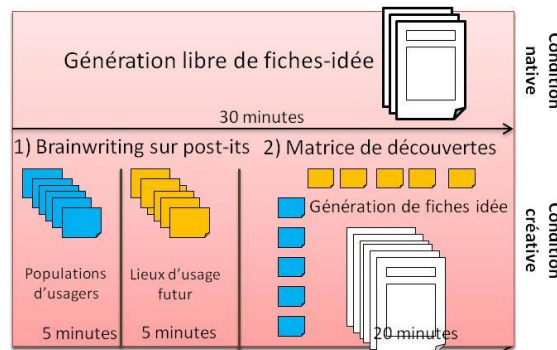 Génération libre de fiches-idée
Condition
native
30 minutes
1) Brainwriting sur post-its
2) Matrice de découvertes
Génération de fiches idée
Condition
créative
Populations
d'usagers
Lieux d'usage
futur
5 minutes
5 minutes
20 minutes